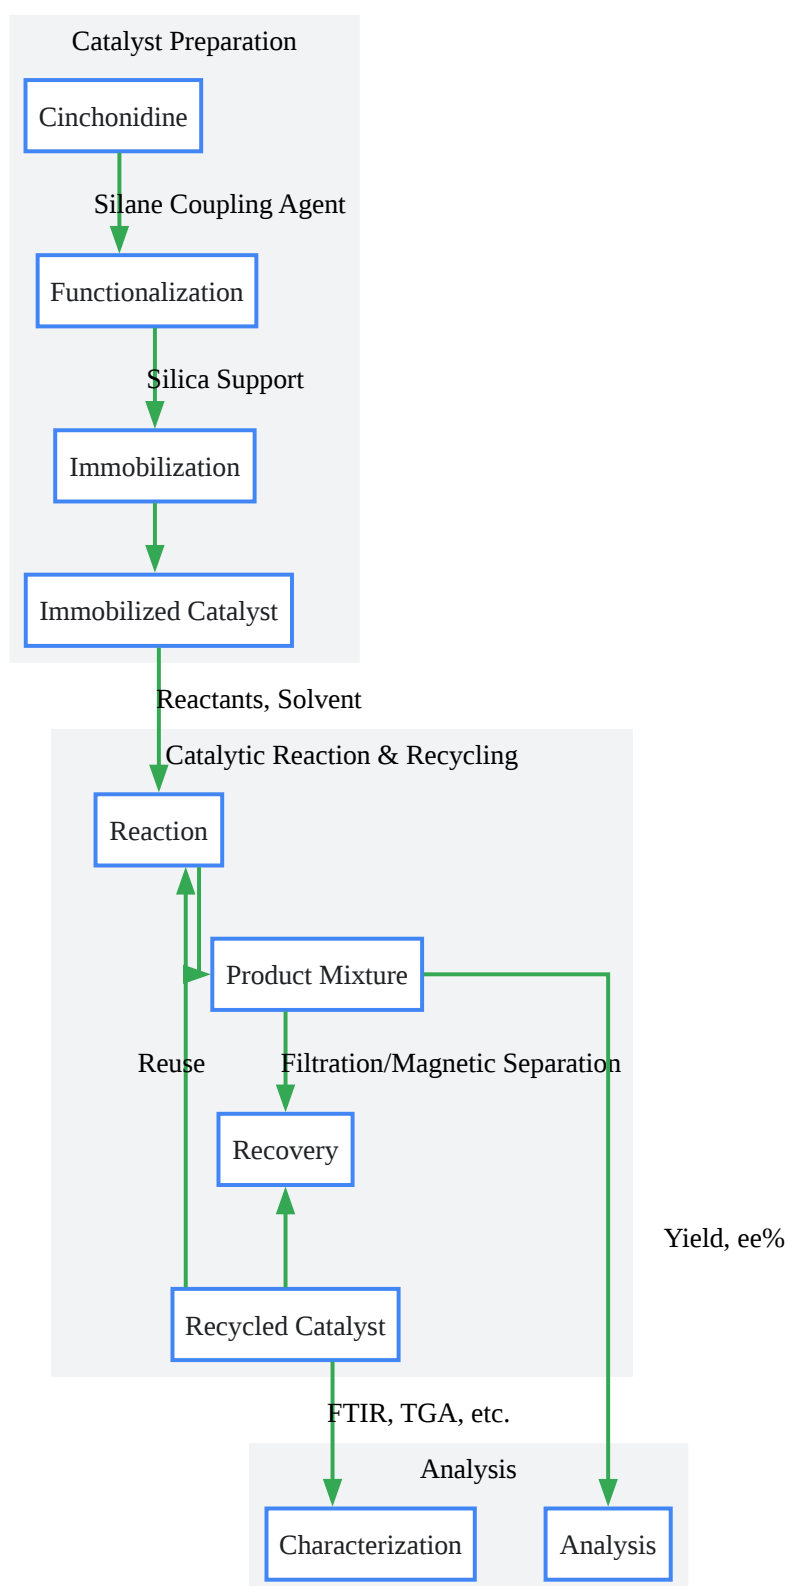 Catalyst Preparation
Cinchonidine
Silane Coupling Agent
Functionalization
Silica Support
Immobilization
Immobilized Catalyst
Reactants, Solvent
Catalytic Reaction & Recycling
Reaction
Product Mixture
Reuse
Filtration/Magnetic Separation
Recovery
Yield, ee%
Recycled Catalyst
FTIR, TGA, etc.
Analysis
Characterization
Analysis